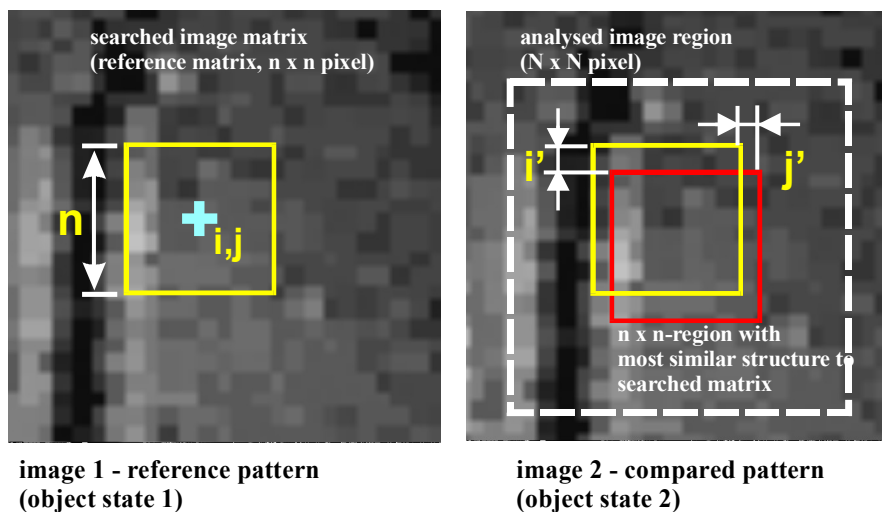 searched image matrix
(reference matrix, n x n pixel)
n
i,j
image 1 - reference pattern
(object state 1)
analysed image region
(N x N pixel)
i’
j’
n x n-region with
most similar structure to
searched matrix
image 2 - compared pattern
(object state 2)